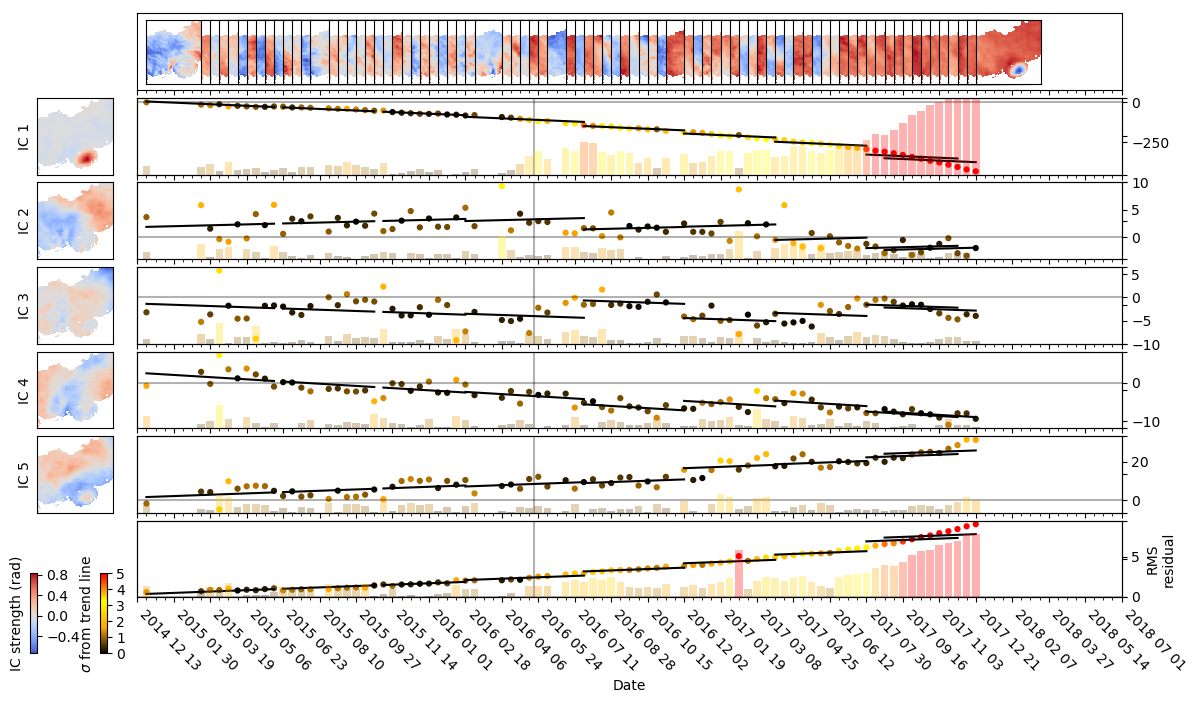 IC 1
0
−250
IC 2
10
5
0
IC 3
5
0
−5
−10
IC 4
0
−10
IC 5
20
0
5
0
RMS
residual
IC strength (rad)
0.8
0.4
0.0
−0.4
σ from trend line
5
4
3
2
1
0
2014 12 13
2015 01 30
2015 03 19
2015 05 06
2015 06 23
2015 08 10
2015 09 27
2015 11 14
2016 01 01
2016 02 18
2016 04 06
2016 05 24
2016 07 11
2016 08 28
2016 10 15
2016 12 02
2017 01 19
2017 03 08
2017 04 25
2017 06 12
2017 07 30
2017 09 16
2017 11 03
2017 12 21
2018 02 07
2018 03 27
2018 05 14
2018 07 01
Date